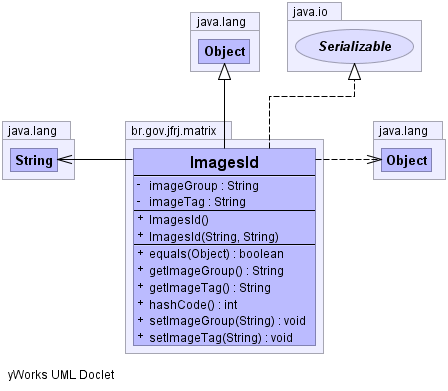 java.lang
Object
java.io
Serializable
java.lang
String
br.gov.jfrj.matrix
java.lang
Object
ImagesId
- imageGroup : String
- imageTag : String
+ ImagesId()
+ ImagesId(String, String)
+ equals(Object) : boolean
+ getImageGroup() : String
+ getImageTag() : String
+ hashCode() : int
+ setImageGroup(String) : void
+ setImageTag(String) : void
yWorks UML Doclet